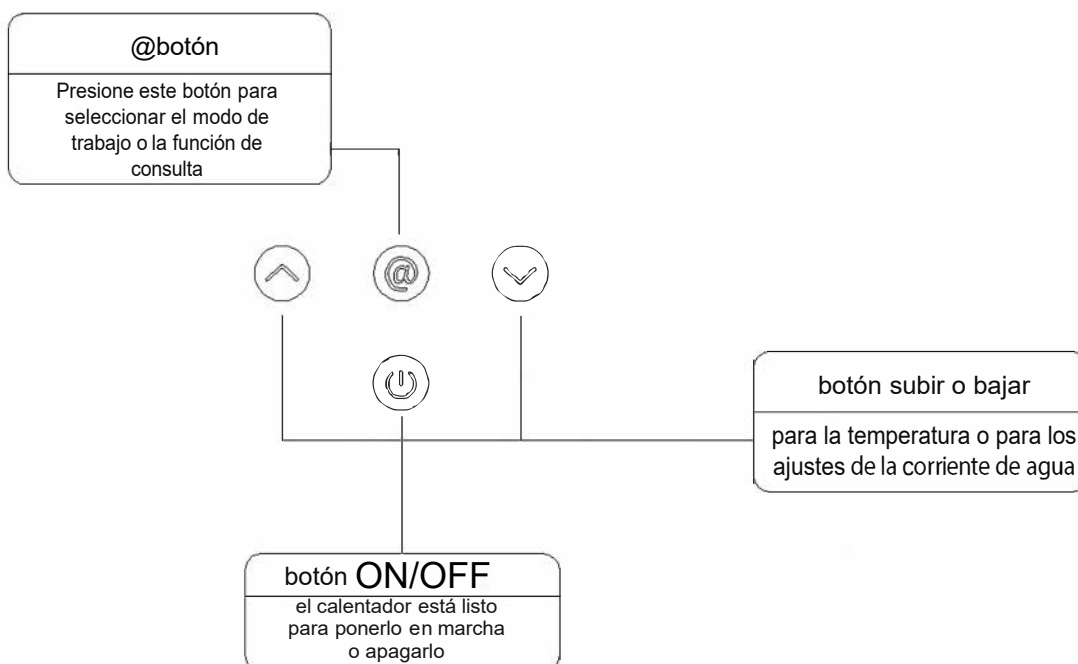 @botón
Presione este botón para
seleccionar el modo de
trabajo o la función de
consulta
@
botón subir o bajar
para la temperatura o para los
ajustes de la corriente de agua
botón ON/OFF
el calentador está listo
para ponerlo en marcha
o apagarlo